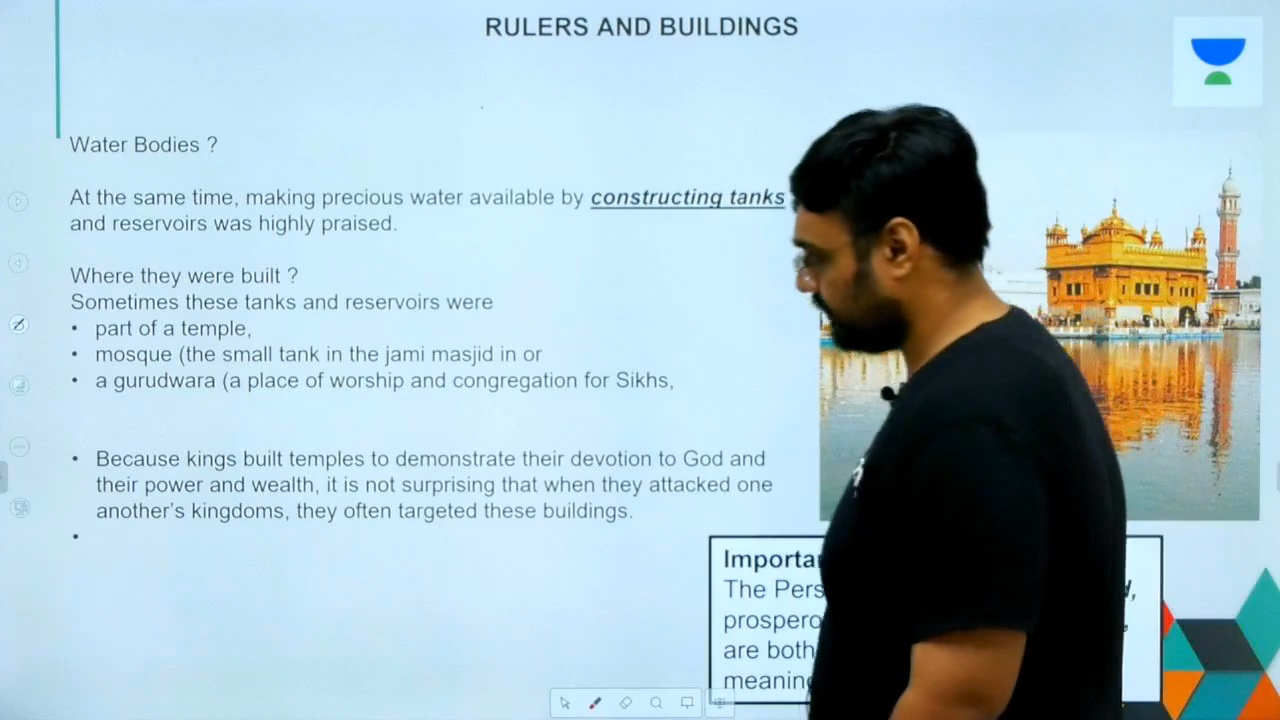 RULERS AND BUILDINGS
Water Bodies ?
At the same time, making precious water available by constructing tanks
and reservoirs was highly praised.
Where they were built ?
Sometimes these tanks and reservoirs were
• part of a temple,
• mosque (the small tank in the jami masjid in or
• a gurudwara (a place of worship and congregation for Sikhs,
• Because kings built temples to demonstrate their devotion to God and
their power and wealth, it is not surprising that when they attacked one
another’s kingdoms, they often targeted these buildings.
•
The
are both